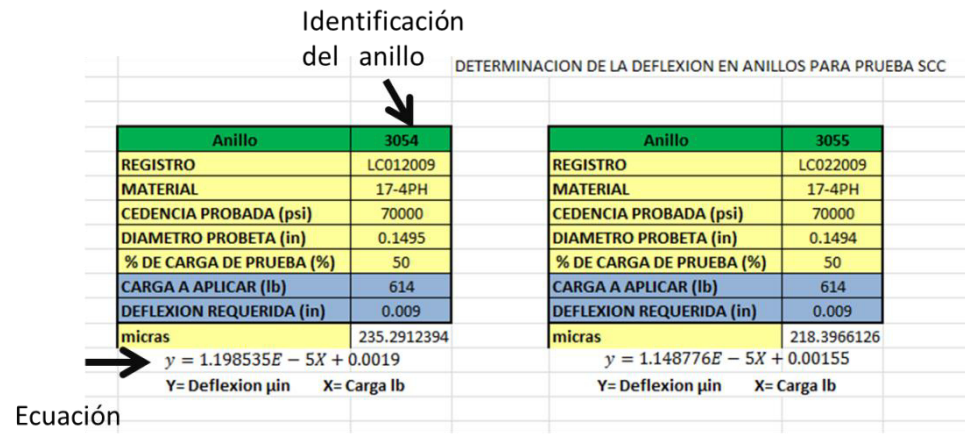 Identificación
del anillo
DETERMINACION DE LA DEFLEXION EN ANILLOS PARA PRUEBA SCC
Anillo 3054
REGISTRO LC012009
MATERIAL 17-4PH
CEDENCIA PROBADA (psi) 70000
DIAMETRO PROBETA (in) 0.1495
% DE CARGA DE PRUEBA (%) 50
CARGA A APLICAR (lb) 614
DEFLEXION REQUERIDA (in) 0.009
micras 235.2912394
y = 1.198535E − 5X + 0.0019
Y= Deflexion μin X= Carga lb
Anillo 3055
REGISTRO LC022009
MATERIAL 17-4PH
CEDENCIA PROBADA (psi) 70000
DIAMETRO PROBETA (in) 0.1494
% DE CARGA DE PRUEBA (%) 50
CARGA A APLICAR (lb) 614
DEFLEXION REQUERIDA (in) 0.009
micras 218.3966126
y = 1.148776E − 5X + 0.00155
Y= Deflexion μin X= Carga lb
Ecuación